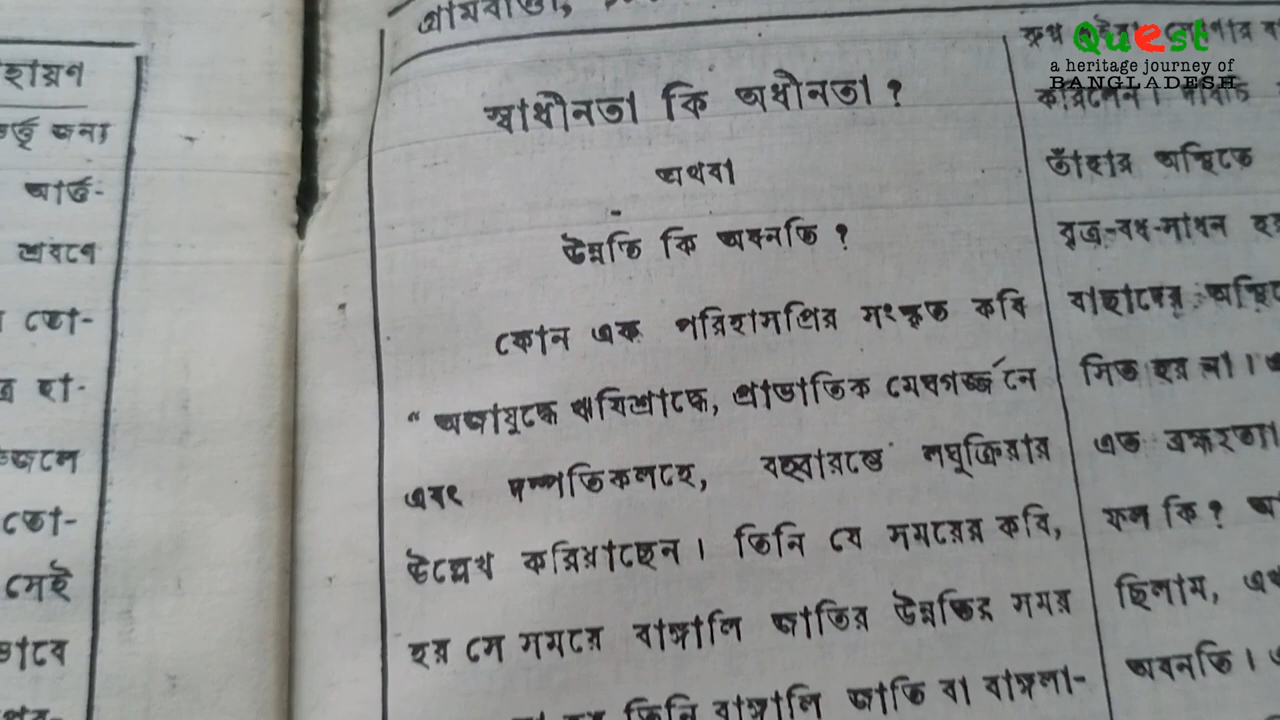 Quest
a heritage journey of
BANGLADESH
হায়ণ
জন্য
আর্ত-
শ্রবণে
তো-
হা-
জলে
তো-
সেই
ভাবে
স্বাধীনতা কি অধীনতা ?
অথবা
উন্নতি কি অবনতি ?
কোন এক পরিহাসপ্রিয় সংস্কৃত কবি
“ অজাযুদ্ধে ঋষিশ্রাদ্ধে, প্রাভাতিক মেঘগর্জ্জনে
এবং দম্পতিকলহে, বহ্বারম্ভে লঘুক্রিয়ার
উল্লেখ করিয়াছেন । তিনি যে সময়ের কবি,
হয় সে সময়ে বাঙ্গালি জাতির উন্নতির সময়
তিনি বাঙ্গালি জাতি বা বাঙ্গলা-
করিলেন ।
তাঁহার অস্থিতে
বৃত্র-বধ-সাধন
যাহাদের
মিত হয় না ।
এত
ফল কি ?
ছিলাম,
অবনতি ।